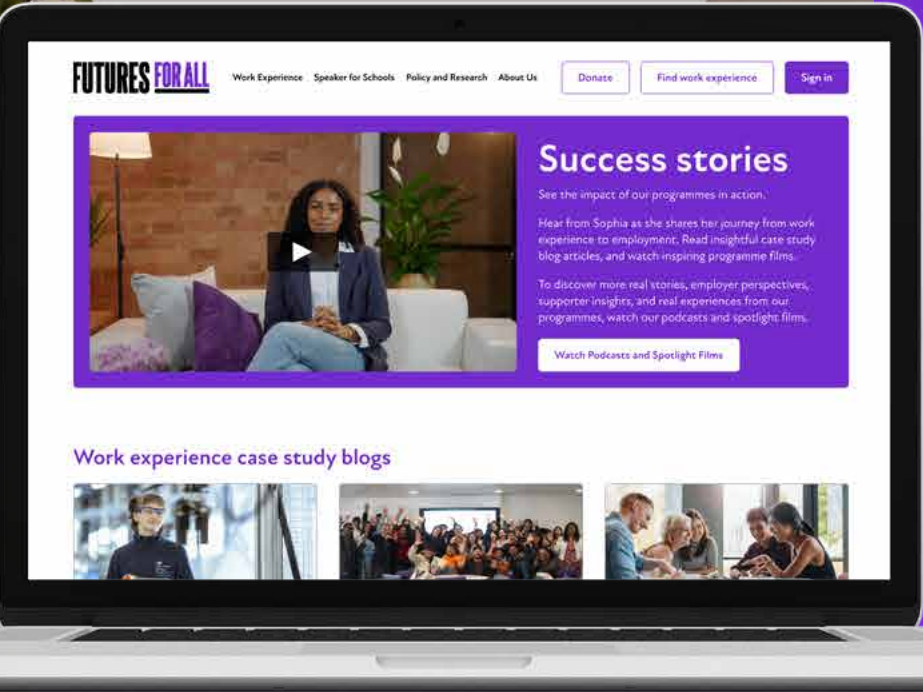 FUTURES FOR ALL
Work Experience Speaker for Schools Policy and Research About Us
Donate
Find work experience
Sign in
Success stories
See the impact of our programmes in action.
Hear from Sophia as she shares her journey from work
experience to employment. Read insightful case study
blog articles, and watch inspiring programme films.
To discover more real stories, employer perspectives,
supporter insights, and real experiences from our
programmes, watch our podcasts and spotlight films.
Watch Podcasts and Spotlight Films
Work experience case study blogs